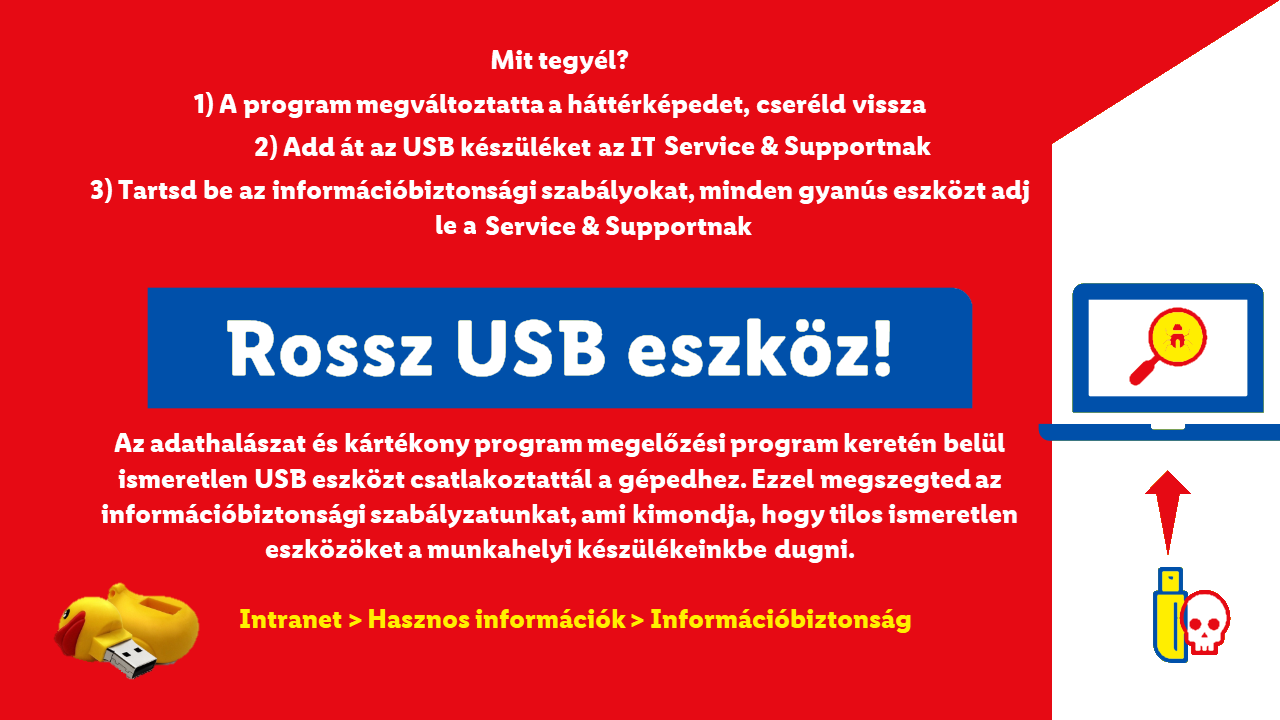 Mit tegyél?
1) A program megváltoztatta a háttérképedet, cseréld vissza
2) Add át az USB készüléket az IT Service & Supportnak
3) Tartsd be az információbiztonsági szabályokat, minden gyanús eszközt adj
le a Service & Supportnak
Rossz USB eszköz!
Az adathalászat és kártékony program megelőzési program keretén belül
ismeretlen USB eszközt csatlakoztattál a gépedhez. Ezzel megszegted az
információbiztonsági szabályzatunkat, ami kimondja, hogy tilos ismeretlen
eszközöket a munkahelyi készülékeinkbe dugni.
Intranet > Hasznos információk > Információbiztonság